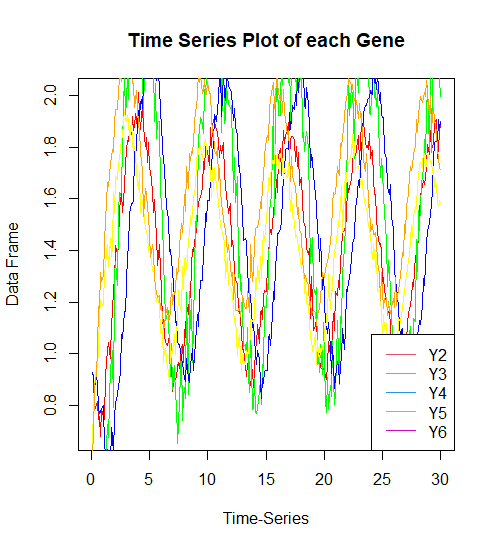 Time Series Plot of each Gene
Data Frame
2.0
1.8
1.6
1.4
1.2
1.0
0.8
Y2
Y3
Y4
Y5
Y6
0 5 10 15 20 25 30
Time-Series